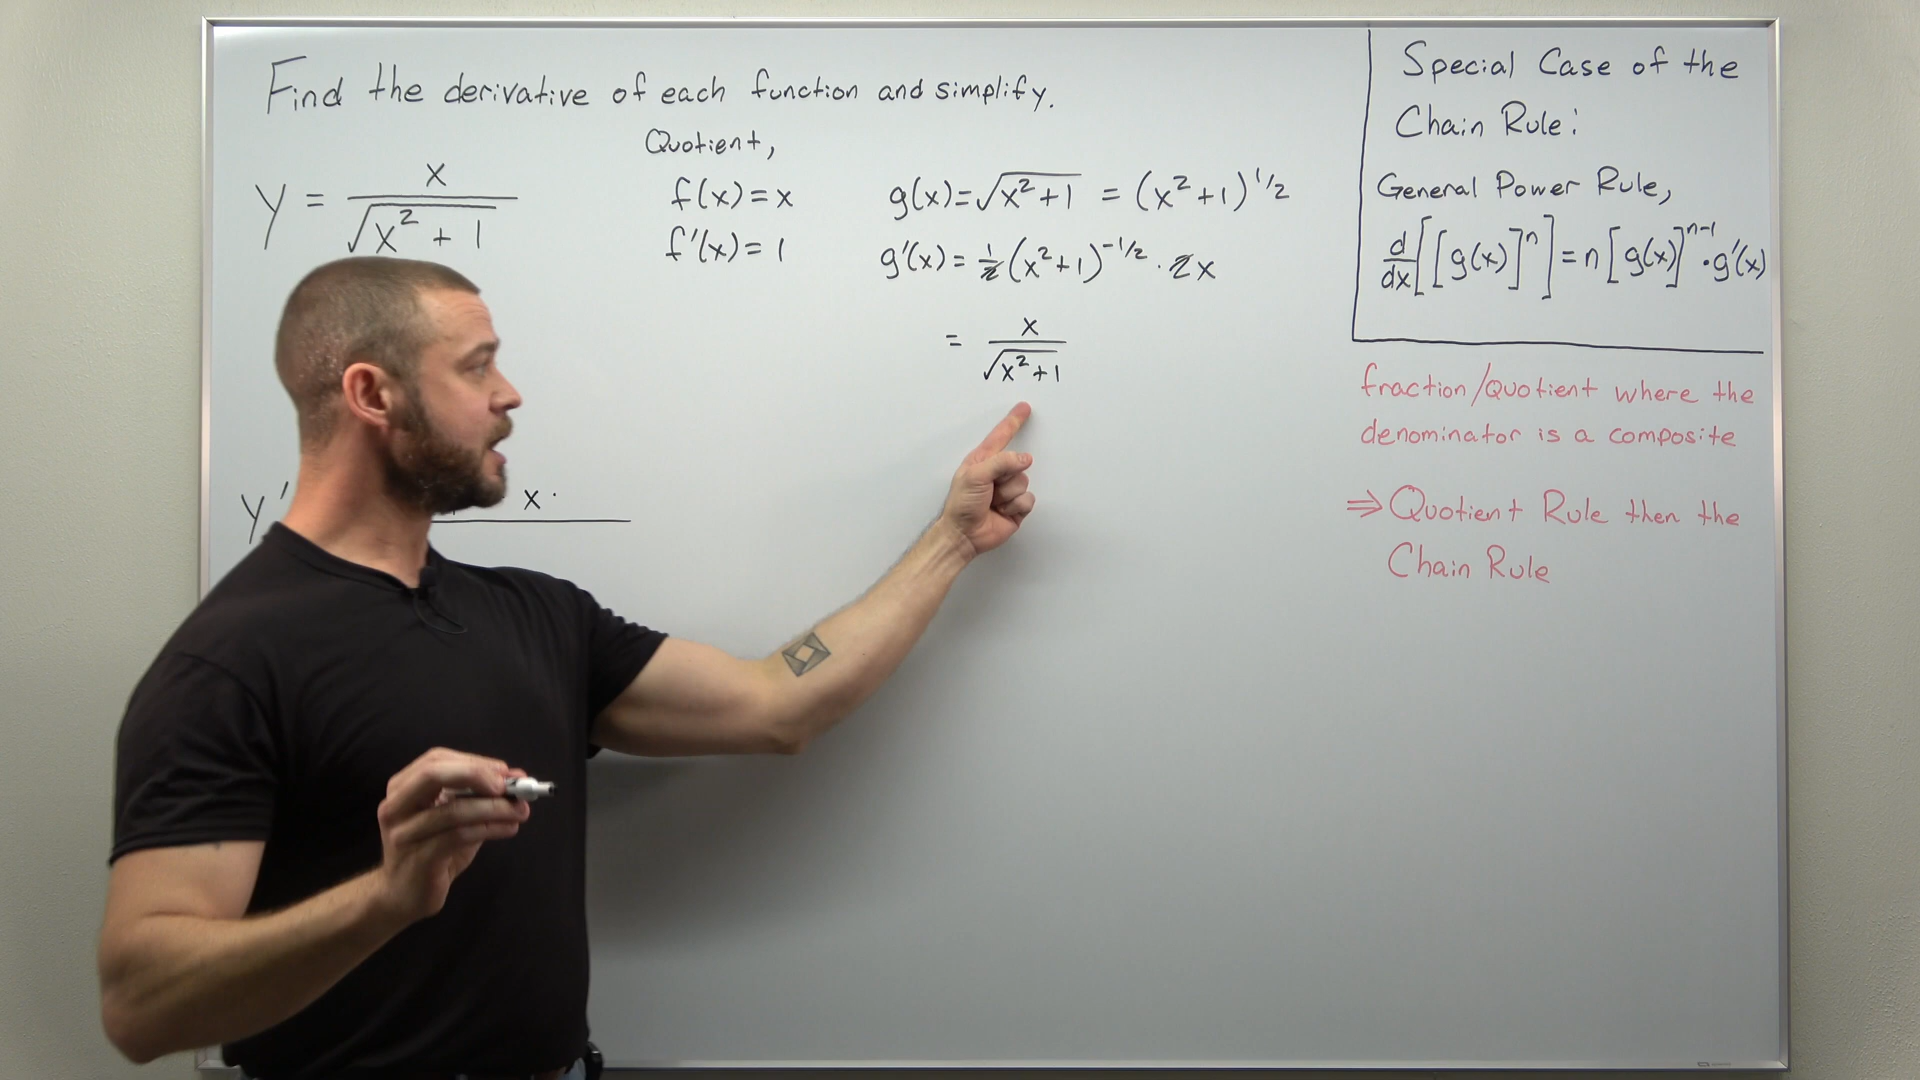 Find the derivative of each function and simplify.
y = x / √(x² + 1)
Quotient,
f(x) = x
f'(x) = 1
g(x) = √(x²+1) = (x²+1)^1/2
g'(x) = 1/2 (x²+1)^-1/2 · 2x
= x / √(x²+1)
y'
x ·
Special Case of the
Chain Rule:
General Power Rule,
d/dx [[g(x)]^n] = n [g(x)]^n-1 · g'(x)
fraction/Quotient where the
denominator is a composite
⇒ Quotient Rule then the
Chain Rule